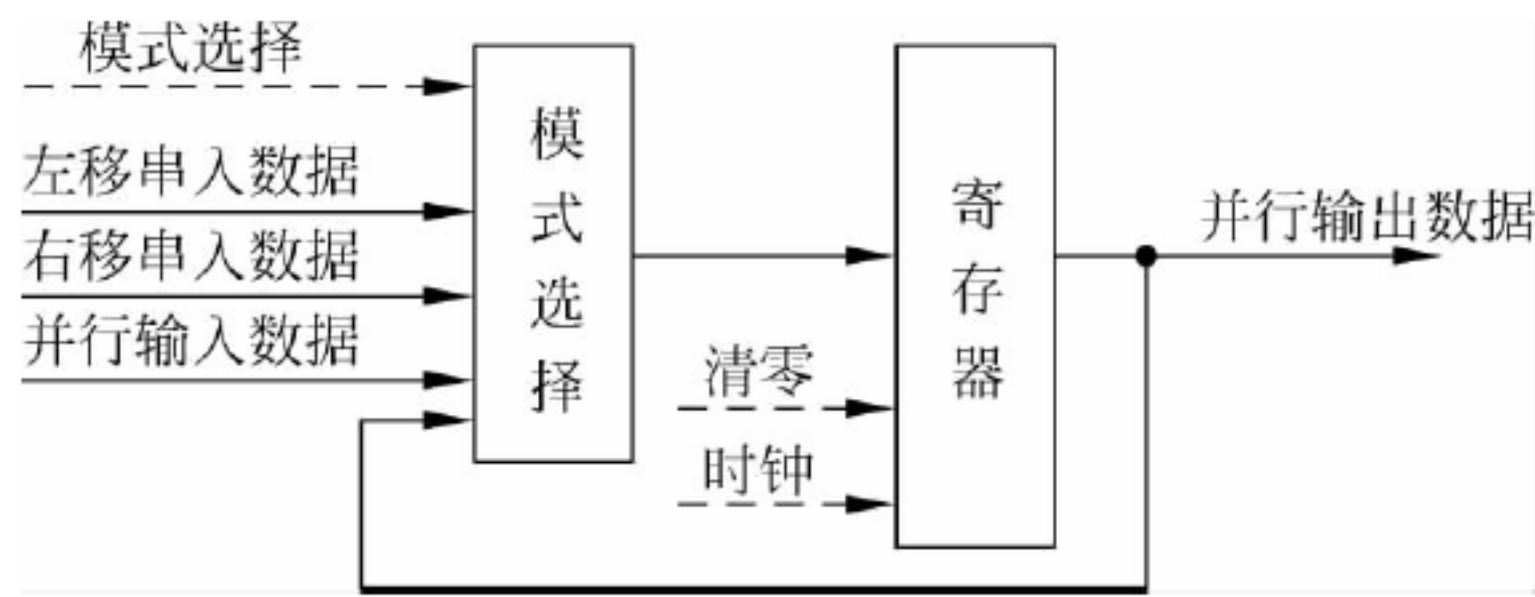 模式选择
左移串入数据
右移串入数据
并行输入数据
模式选择
清零
时钟
寄存器
并行输出数据